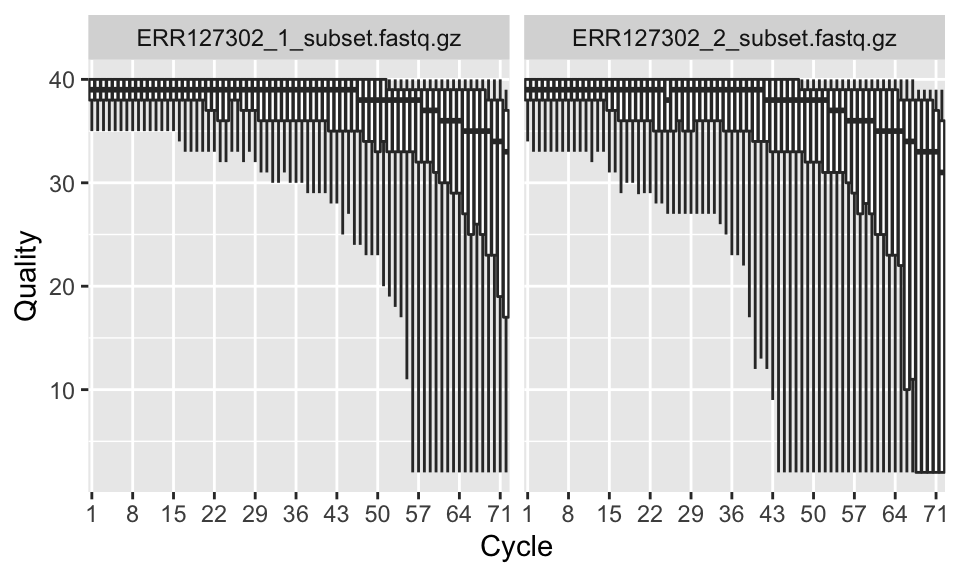 ERR127302_1_subset.fastq.gz ERR127302_2_subset.fastq.gz
40
30
20
10
Quality
1 8 15 22 29 36 43 50 57 64 71 1 8 15 22 29 36 43 50 57 64 71
Cycle